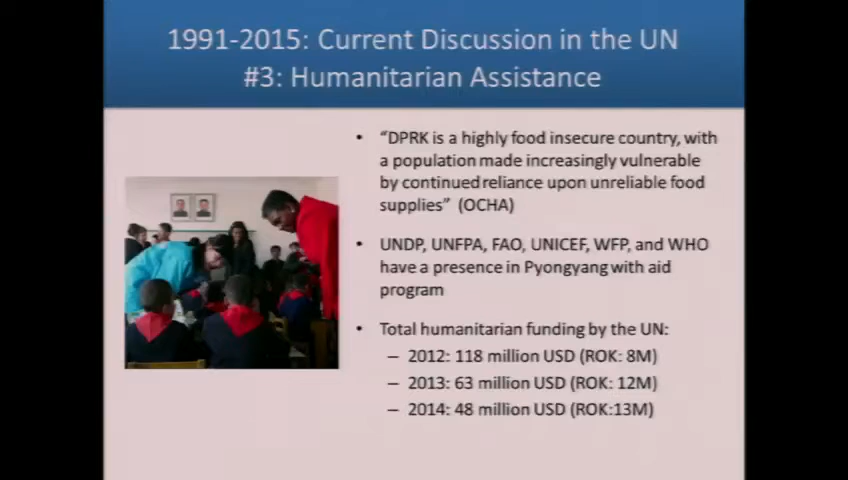 1991-2015: Current Discussion in the UN
#3: Humanitarian Assistance
• “DPRK is a highly food insecure country, with
a population made increasingly vulnerable
by continued reliance upon unreliable food
supplies” (OCHA)
• UNDP, UNFPA, FAO, UNICEF, WFP, and WHO
have a presence in Pyongyang with aid
program
• Total humanitarian funding by the UN:
– 2012: 118 million USD (ROK: 8M)
– 2013: 63 million USD (ROK: 12M)
– 2014: 48 million USD (ROK:13M)